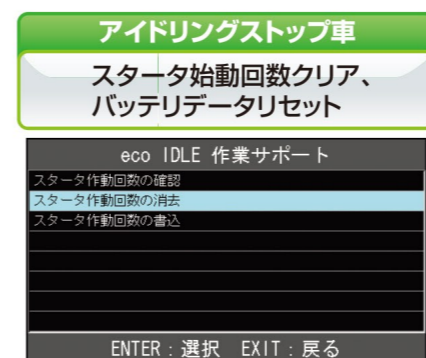 アイドリングストップ車
スタータ始動回数クリア、
バッテリデータリセット
eco IDLE 作業サポート
スタータ作動回数の確認
スタータ作動回数の消去
スタータ作動回数の書込
ENTER：選択　EXIT：戻る